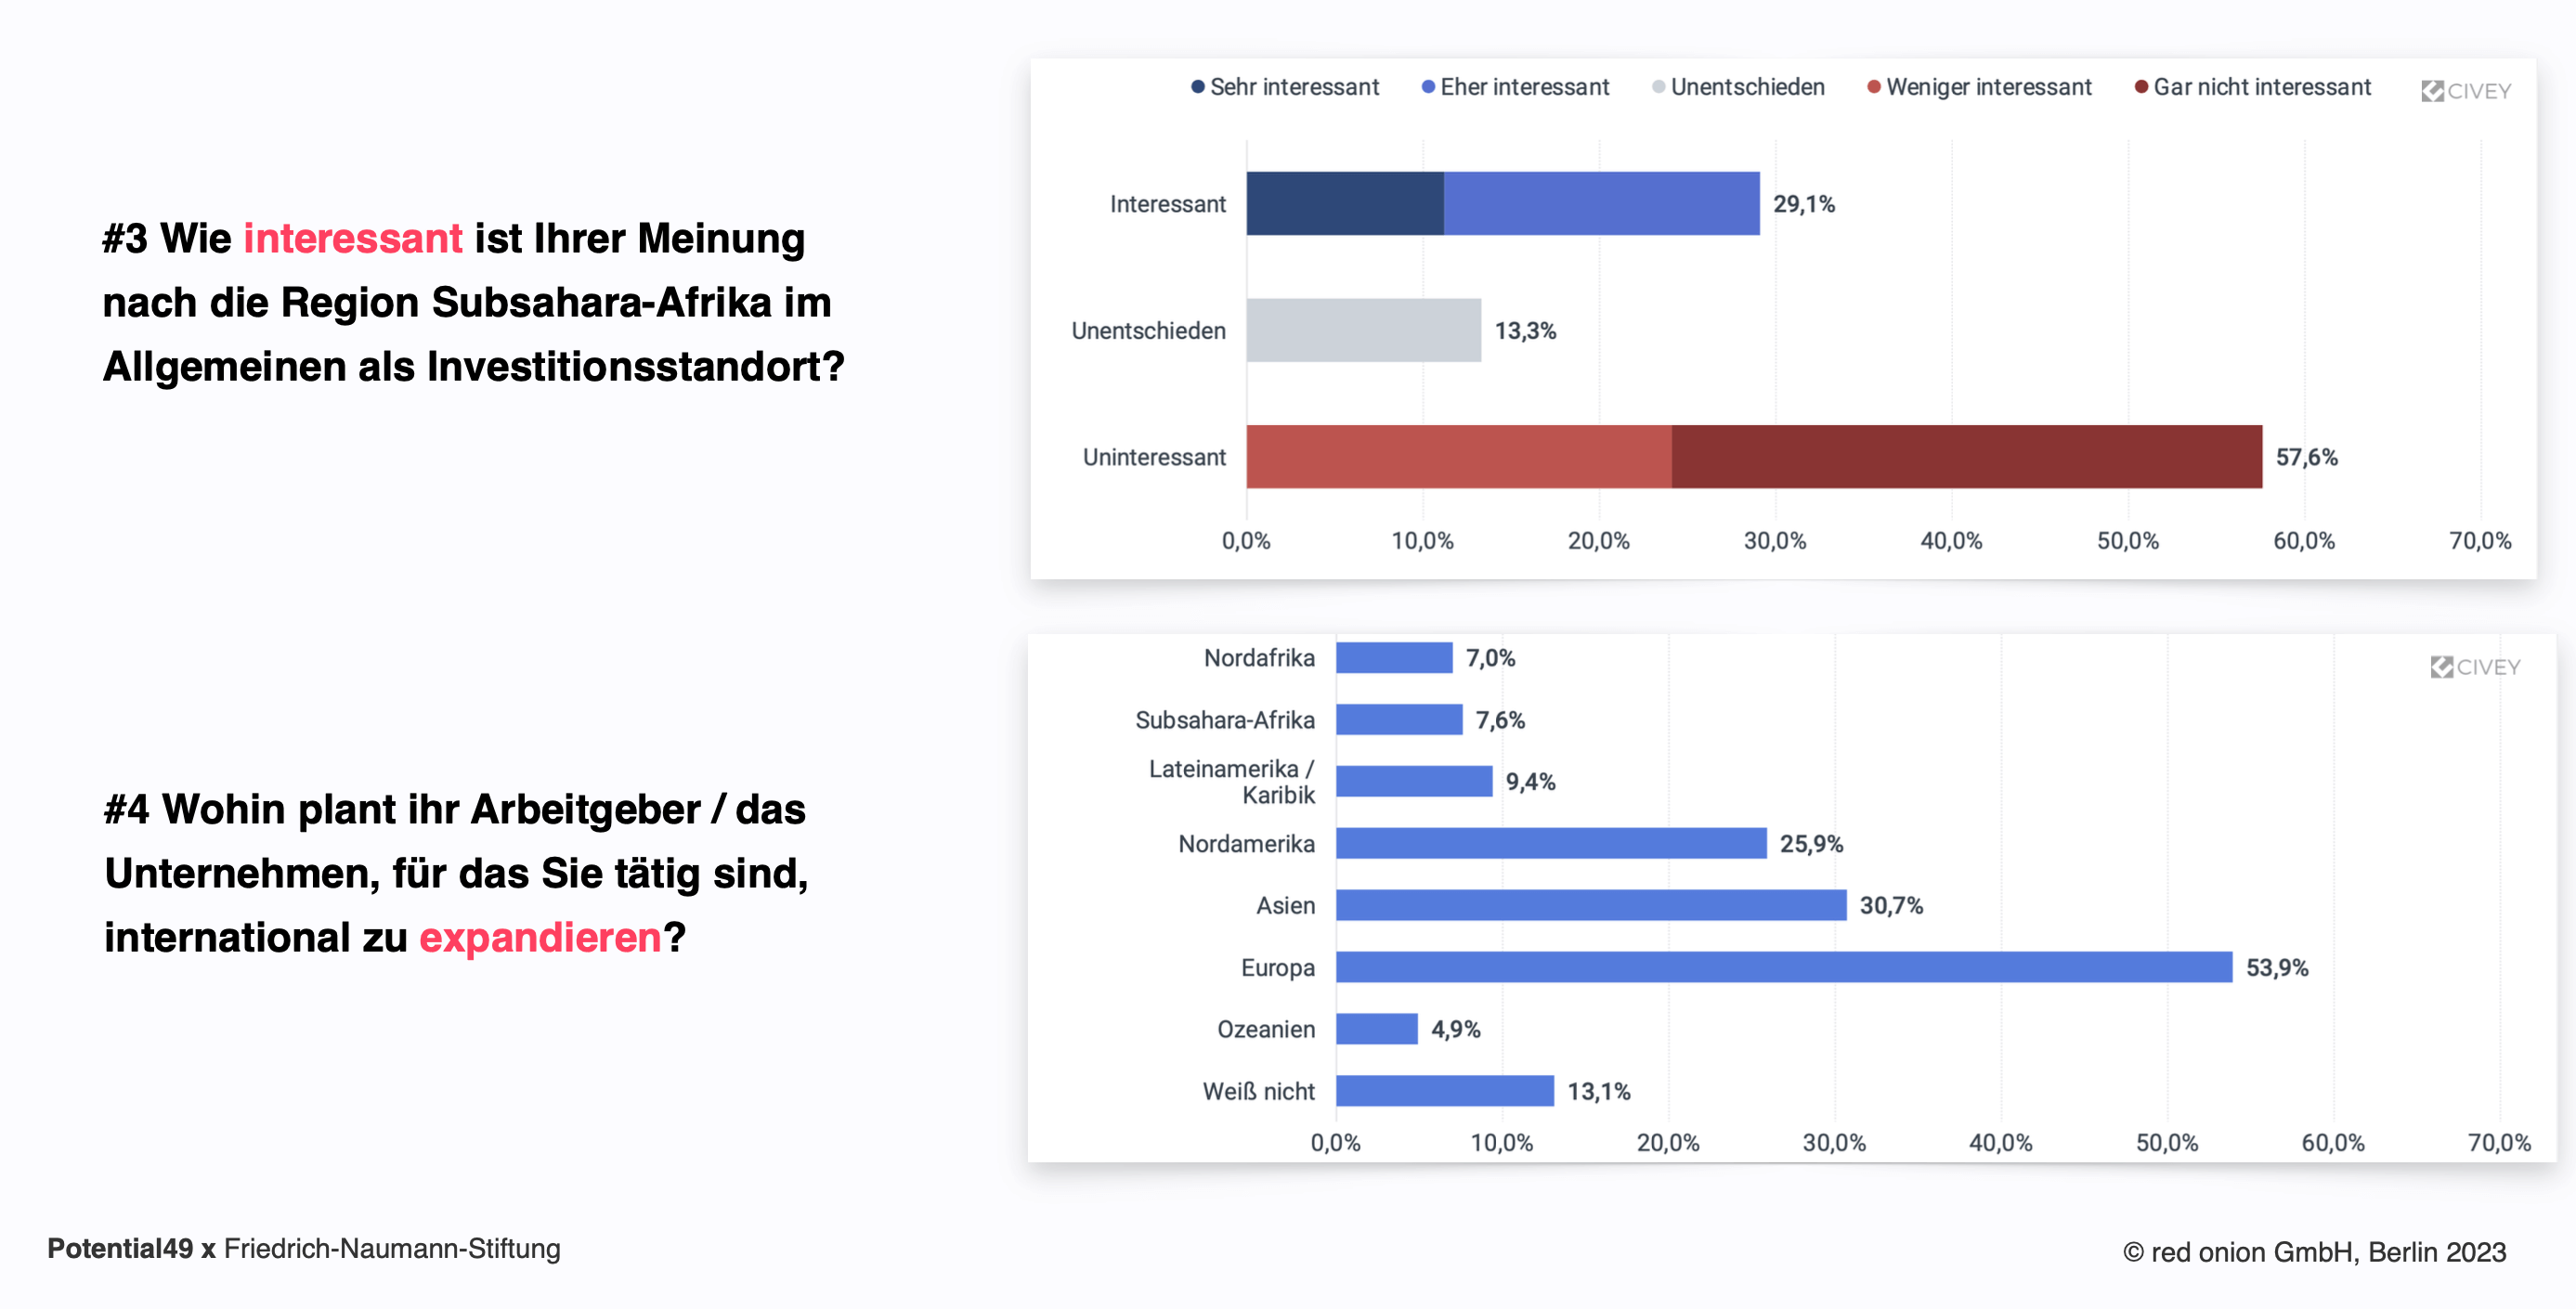 #3 Wie interessant ist Ihrer Meinung
nach die Region Subsahara-Afrika im
Allgemeinen als Investitionsstandort?
Sehr interessant
Eher interessant
Unentschieden
Weniger interessant
Gar nicht interessant
CIVEY
Interessant
29,1%
Unentschieden
13,3%
Uninteressant
57,6%
0,0%
10,0%
20,0%
30,0%
40,0%
50,0%
60,0%
70,0%
#4 Wohin plant ihr Arbeitgeber / das
Unternehmen, für das Sie tätig sind,
international zu expandieren?
CIVEY
Nordafrika
7,0%
Subsahara-Afrika
7,6%
Lateinamerika /
Karibik
9,4%
Nordamerika
25,9%
Asien
30,7%
Europa
53,9%
Ozeanien
4,9%
Weiß nicht
13,1%
0,0%
10,0%
20,0%
30,0%
40,0%
50,0%
60,0%
70,0%
Potential49 x Friedrich-Naumann-Stiftung
© red onion GmbH, Berlin 2023